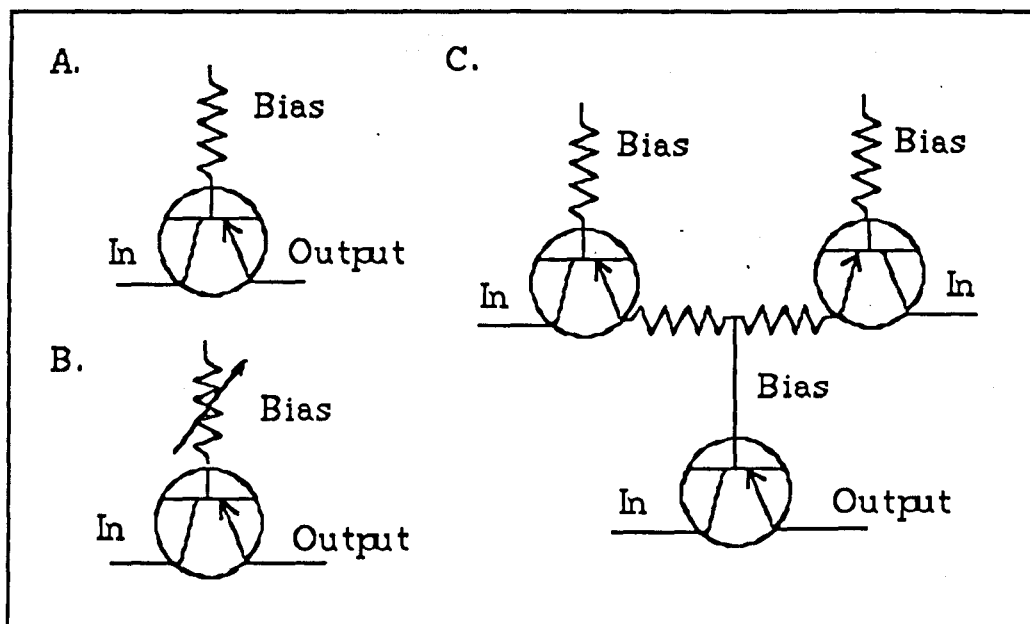 A.
Bias
In
Output
B.
Bias
In
Output
C.
Bias
Bias
In
In
Bias
In
Output